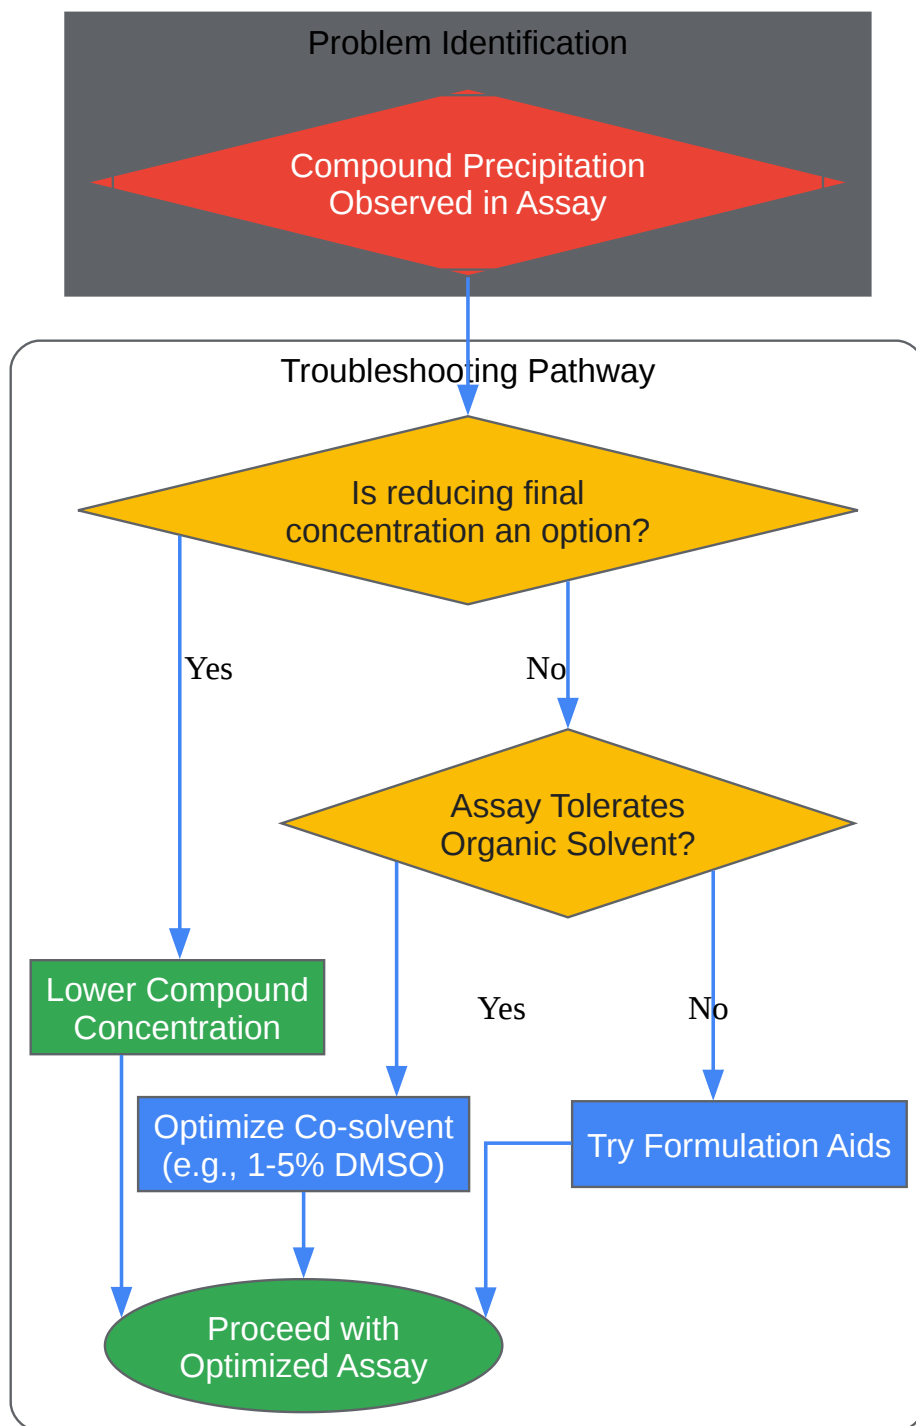 Problem Identification
Compound Precipitation
Observed in Assay
Troubleshooting Pathway
Is reducing final
concentration an option?
Yes
No
Assay Tolerates
Organic Solvent?
Lower Compound
Concentration
Yes
No
Optimize Co-solvent
(e.g., 1-5% DMSO)
Try Formulation Aids
Proceed with
Optimized Assay